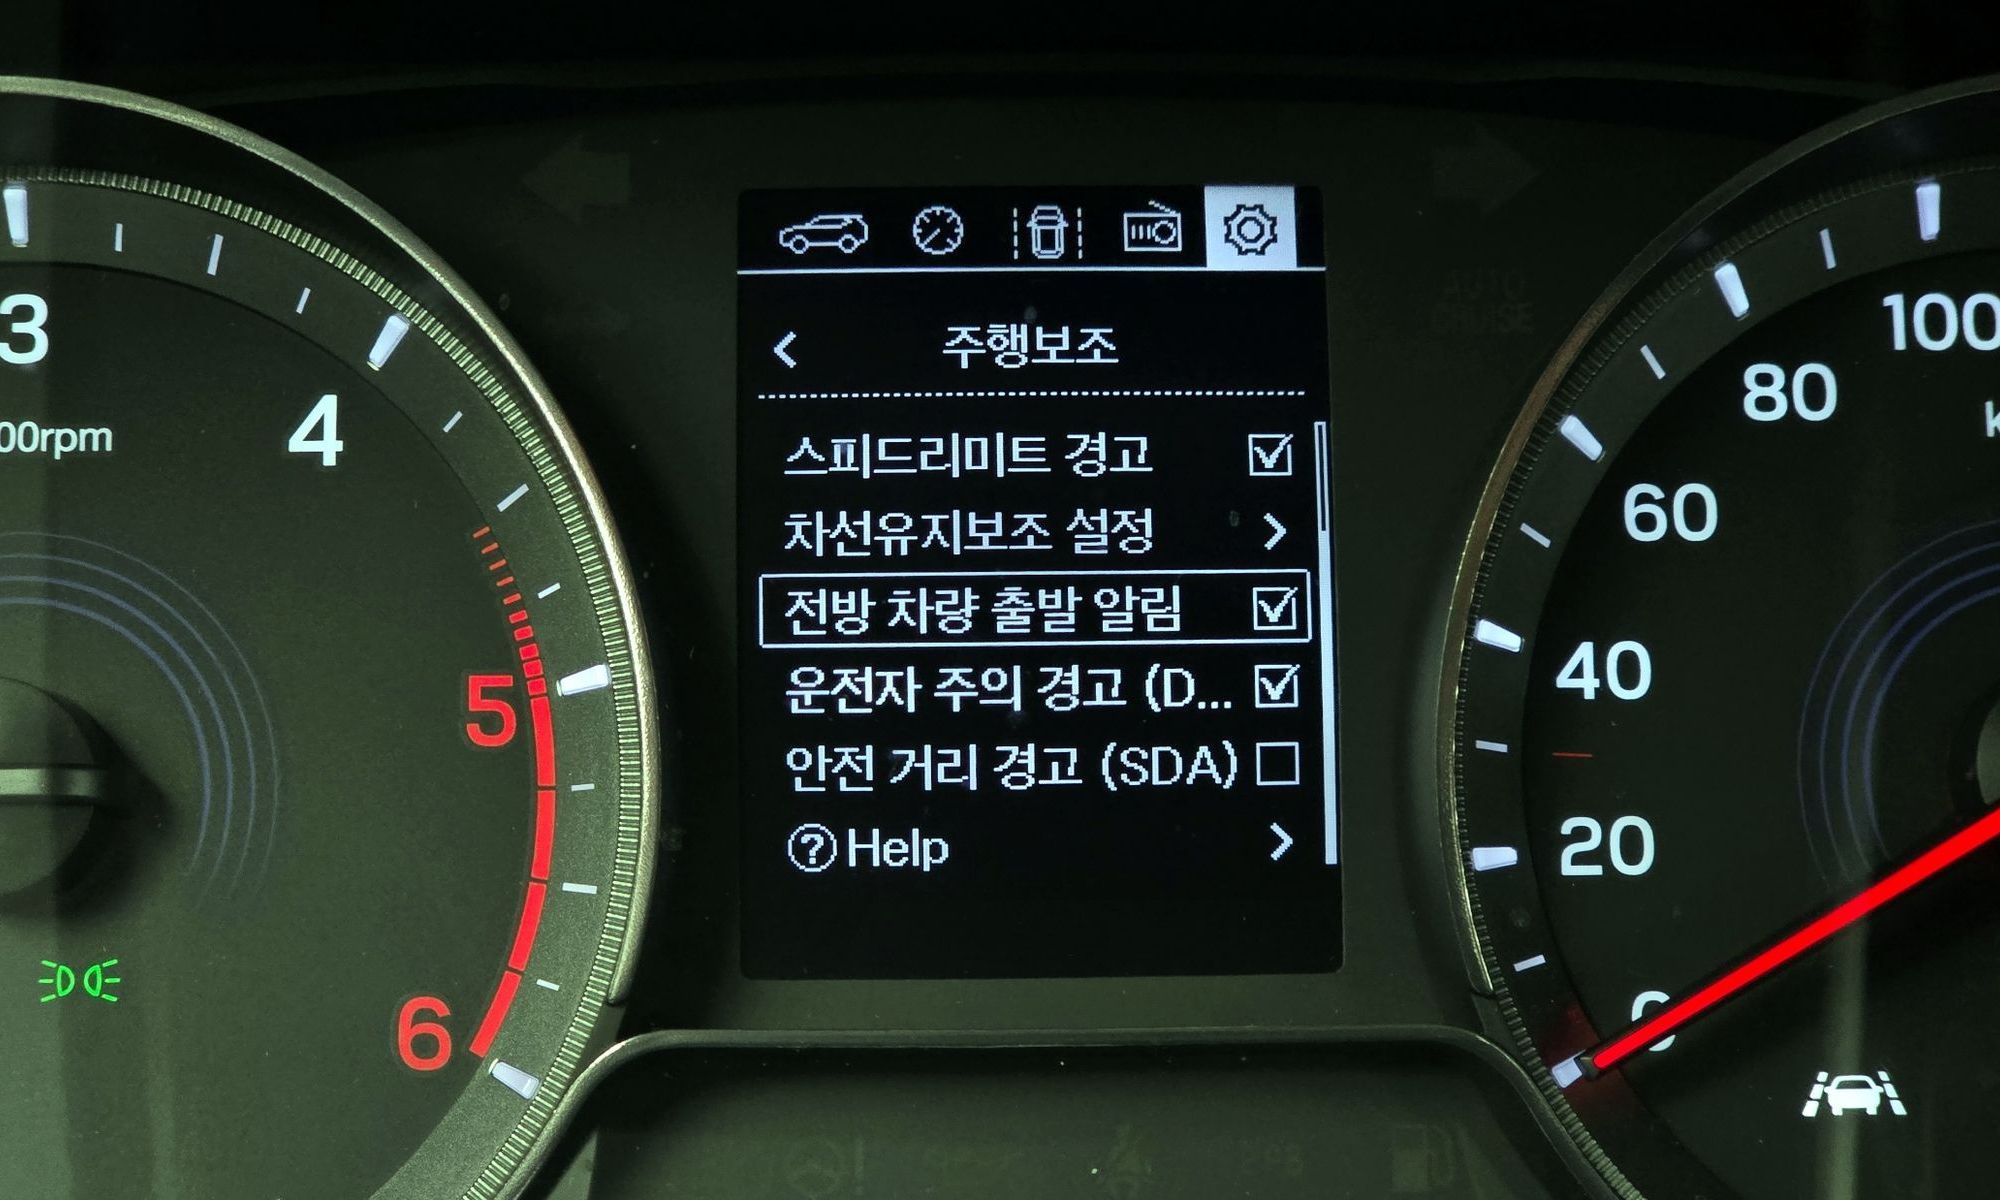 주행보조
스피드리미트 경고
차선유지보조 설정
전방 차량 출발 알림
운전자 주의 경고 (D...
안전 거리 경고 (SDA)
Help
3
00rpm
4
5
6
100
80
60
40
20
0